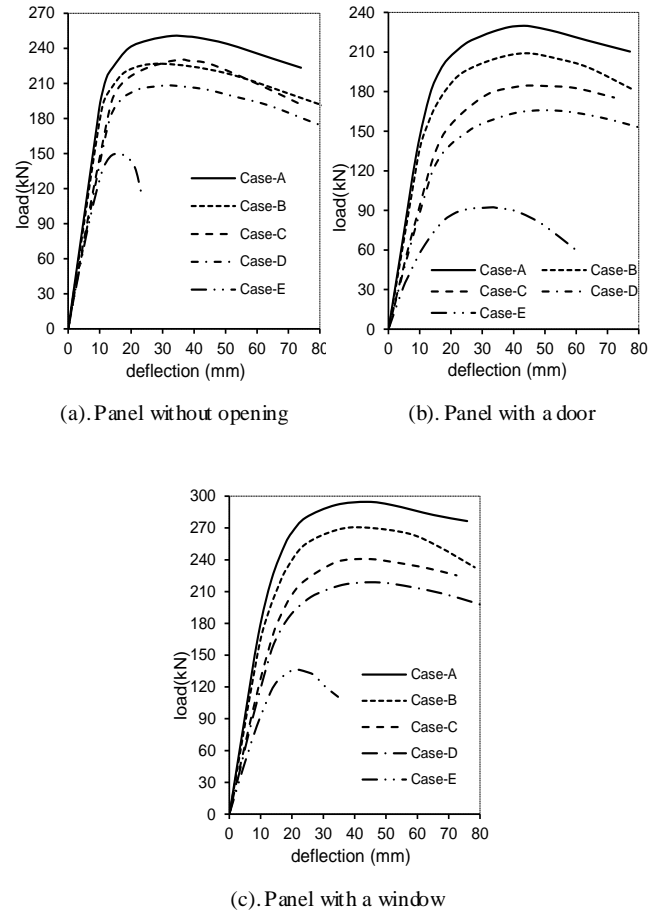 270
240
210
180
150
120
90
60
30
0
load(kN)
Case-A
Case-B
Case-C
Case-D
Case-E
0 10 20 30 40 50 60 70 80
deflection (mm)
(a). Panel without opening
240
210
180
150
120
90
60
30
0
load(kN)
Case-A Case-B
Case-C Case-D
Case-E
0 10 20 30 40 50 60 70 80
deflection (mm)
(b). Panel with a door
300
270
240
210
180
150
120
90
60
30
0
load(kN)
Case-A
Case-B
Case-C
Case-D
Case-E
0 10 20 30 40 50 60 70 80
deflection (mm)
(c). Panel with a window